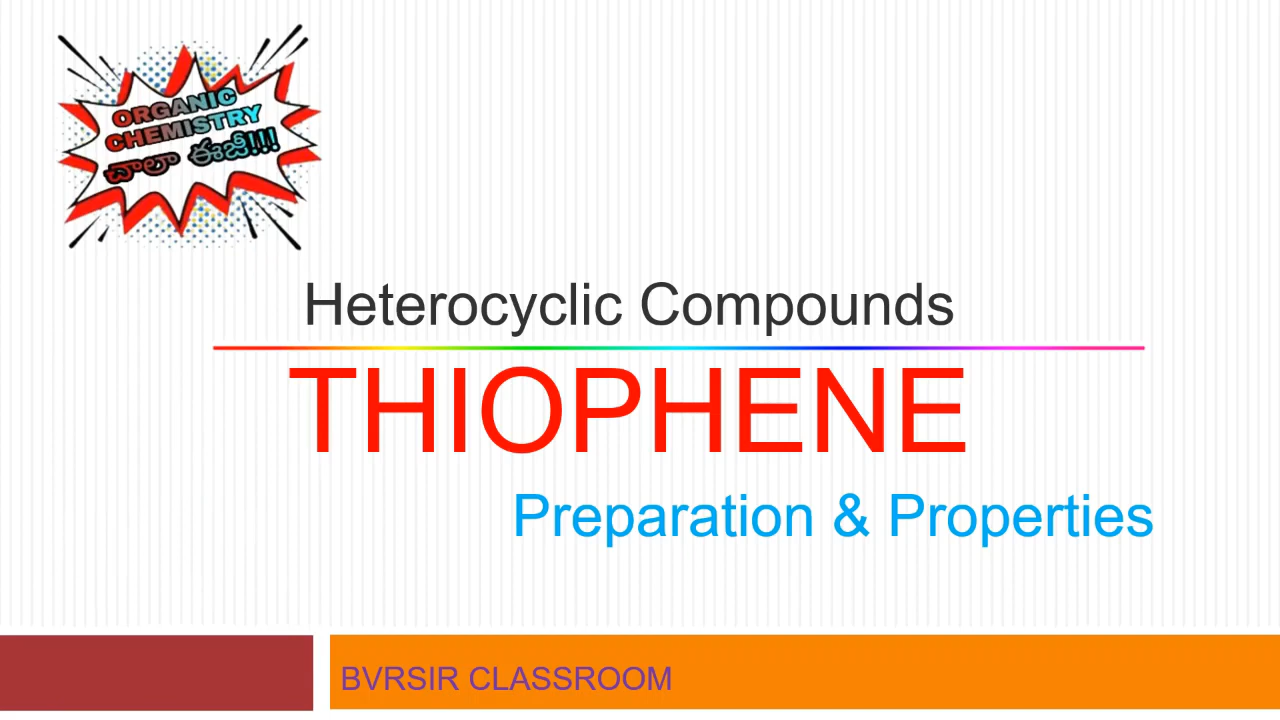 ORGANIC
CHEMISTRY
చాలా ఈజీ!!!
Heterocyclic Compounds
THIOPHENE
Preparation & Properties
BVRSIR CLASSROOM